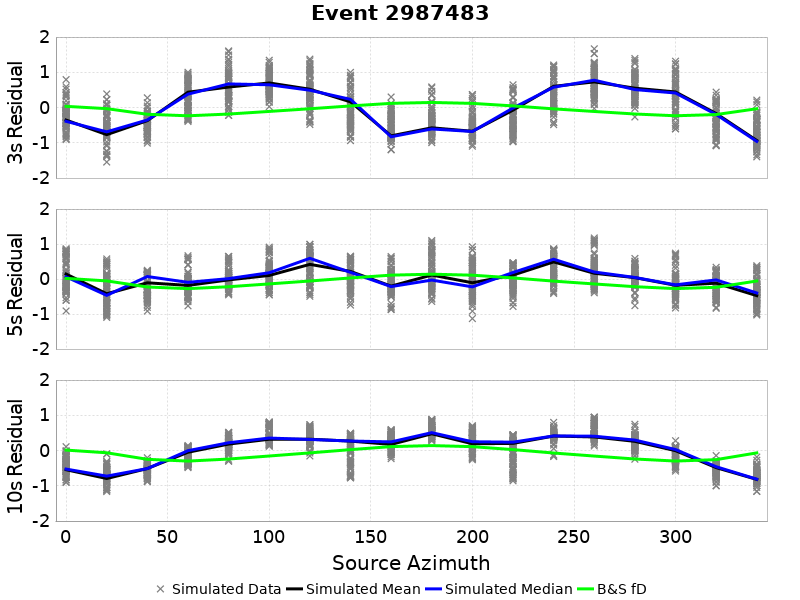 Event 2987483
3s Residual
2
1
0
-1
-2
5s Residual
2
1
0
-1
-2
10s Residual
2
1
0
-1
-2
0 50 100 150 200 250 300
Source Azimuth
Simulated Data Simulated Mean Simulated Median B&S fD